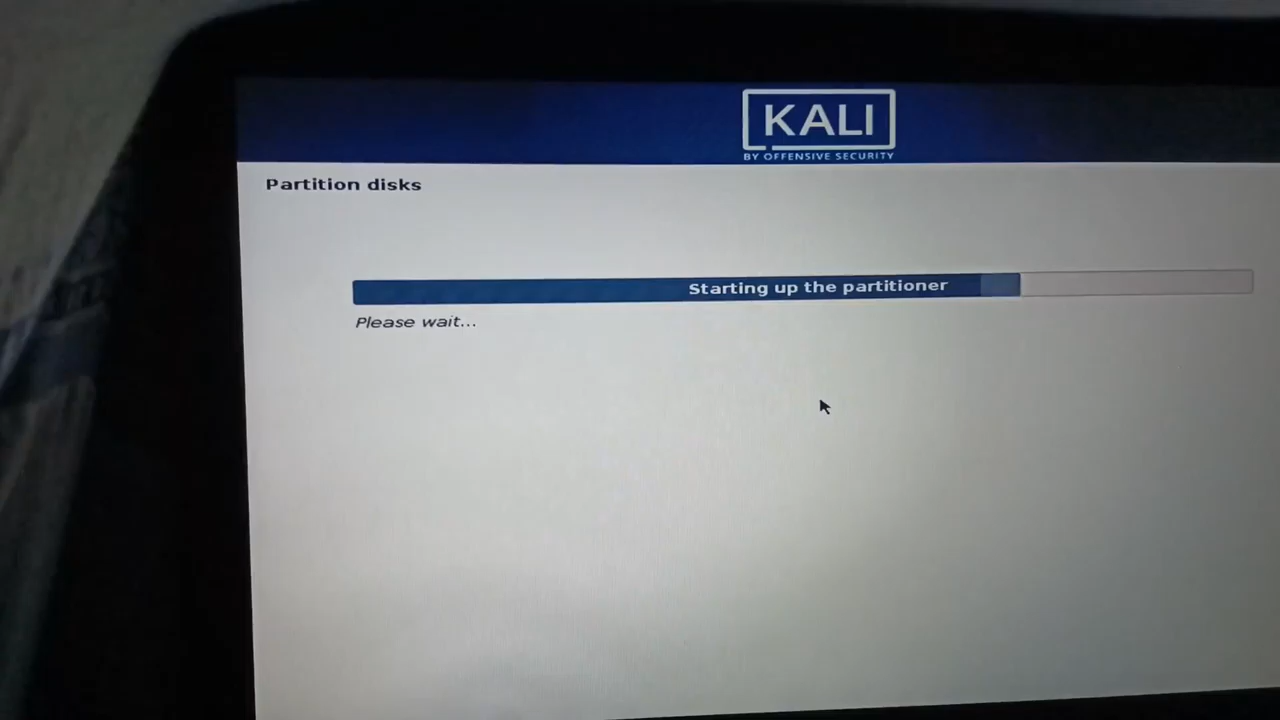 KALI
BY OFFENSIVE SECURITY
Partition disks
Starting up the partitioner
Please wait...